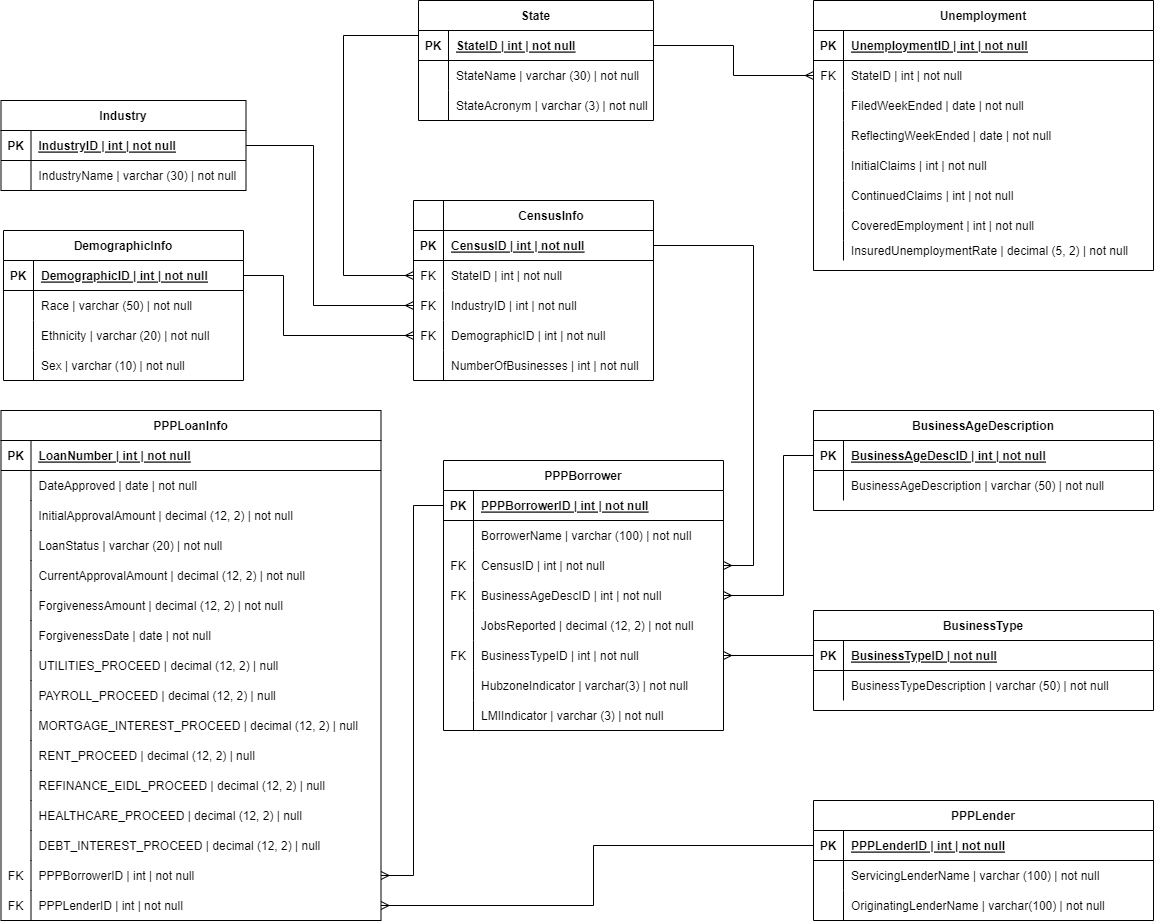 State
PK StateID | int | not null
StateName | varchar (30) | not null
StateAcronym | varchar (3) | not null
Unemployment
PK UnemploymentID | int | not null
FK StateID | int | not null
FiledWeekEnded | date | not null
ReflectingWeekEnded | date | not null
InitialClaims | int | not null
ContinuedClaims | int | not null
CoveredEmployment | int | not null
InsuredUnemploymentRate | decimal (5, 2) | not null
Industry
PK IndustryID | int | not null
IndustryName | varchar (30) | not null
CensusInfo
PK CensusID | int | not null
FK StateID | int | not null
FK IndustryID | int | not null
FK DemographicID | int | not null
NumberOfBusinesses | int | not null
DemographicInfo
PK DemographicID | int | not null
Race | varchar (50) | not null
Ethnicity | varchar (20) | not null
Sex | varchar (10) | not null
PPPLoanInfo
PK LoanNumber | int | not null
DateApproved | date | not null
InitialApprovalAmount | decimal (12, 2) | not null
LoanStatus | varchar (20) | not null
CurrentApprovalAmount | decimal (12, 2) | not null
ForgivenessAmount | decimal (12, 2) | not null
ForgivenessDate | date | not null
UTILITIES_PROCEED | decimal (12, 2) | null
PAYROLL_PROCEED | decimal (12, 2) | null
MORTGAGE_INTEREST_PROCEED | decimal (12, 2) | null
RENT_PROCEED | decimal (12, 2) | null
REFINANCE_EIDL_PROCEED | decimal (12, 2) | null
HEALTHCARE_PROCEED | decimal (12, 2) | null
DEBT_INTEREST_PROCEED | decimal (12, 2) | null
FK PPPBorrowerID | int | not null
FK PPPLenderID | int | not null
PPPBorrower
PK PPPBorrowerID | int | not null
BorrowerName | varchar (100) | not null
FK CensusID | int | not null
FK BusinessAgeDescID | int | not null
JobsReported | decimal (12, 2) | not null
FK BusinessTypeID | int | not null
HubzoneIndicator | varchar(3) | not null
LMIIndicator | varchar (3) | not null
BusinessAgeDescription
PK BusinessAgeDescID | int | not null
BusinessAgeDescription | varchar (50) | not null
BusinessType
PK BusinessTypeID | not null
BusinessTypeDescription | varchar (50) | not null
PPPLender
PK PPPLenderID | int | not null
ServicingLenderName | varchar (100) | not null
OriginatingLenderName | varchar(100) | not null